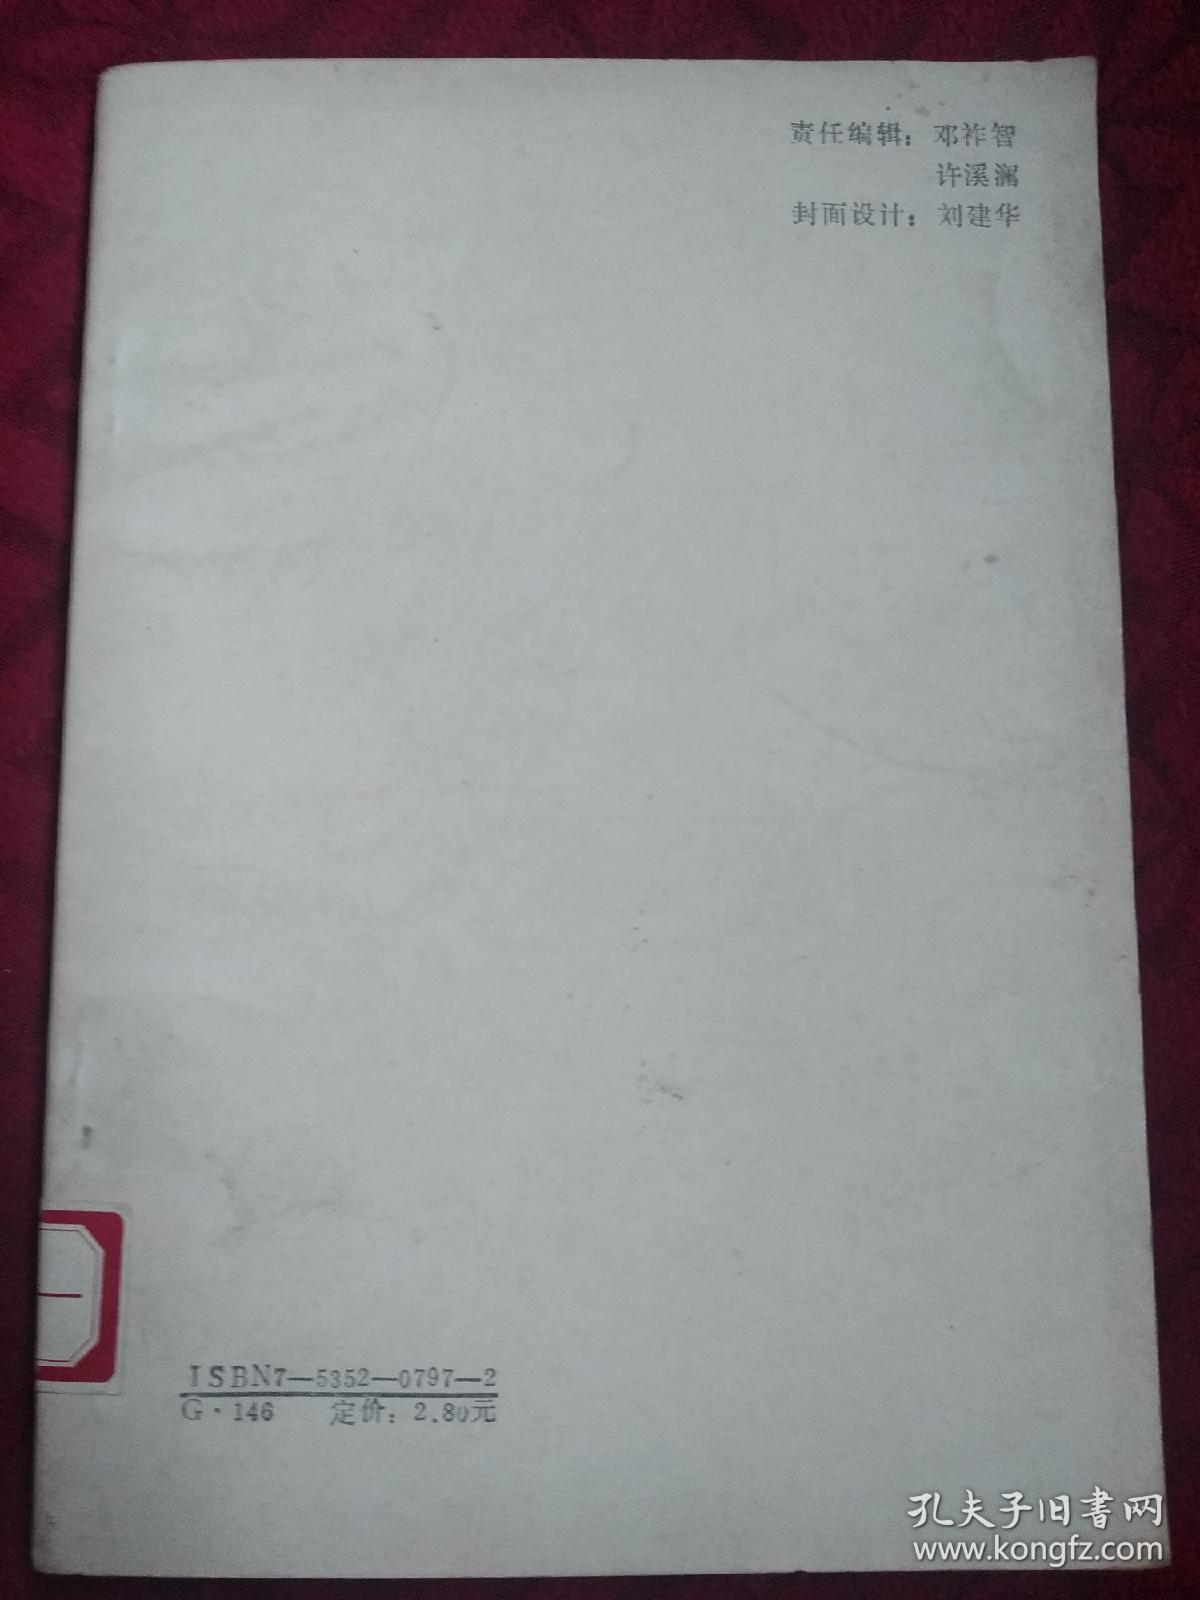 责任编辑：邓祚智
许溪澜
封面设计：刘建华
ISBN7—5352—0797—2
G·146 定价：2.80元
孔夫子旧书网
www.kongfz.com